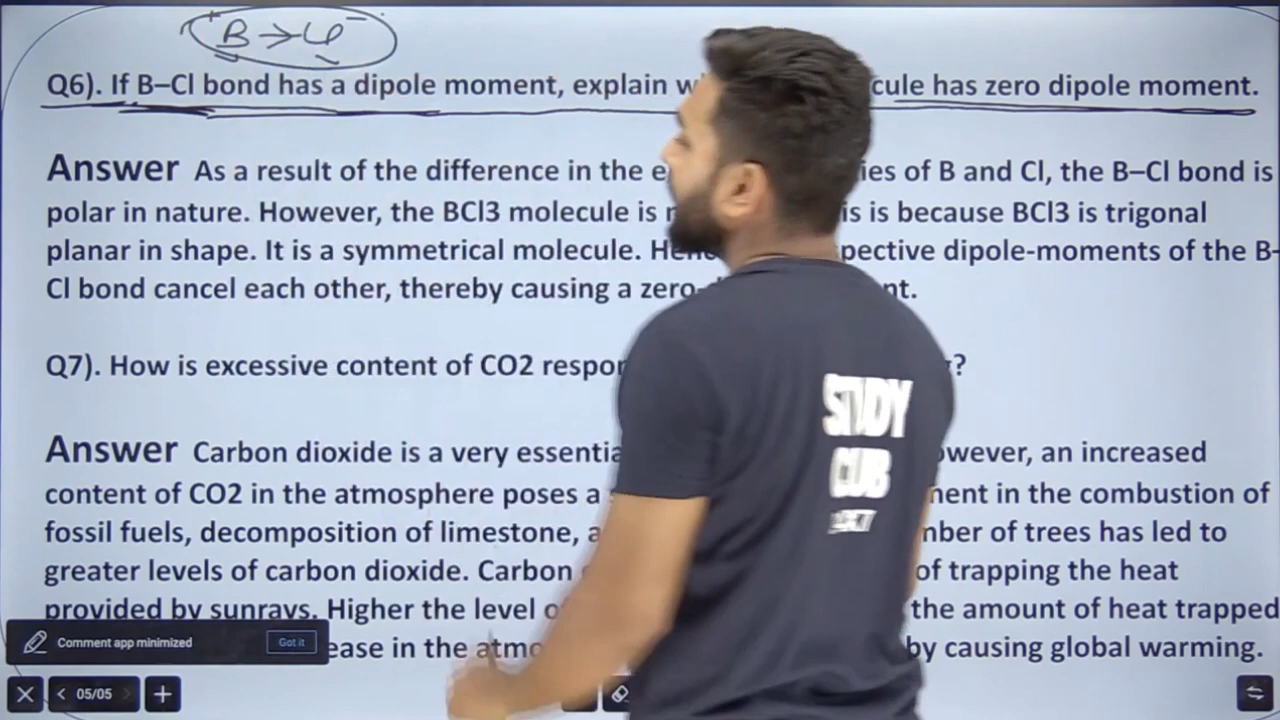 B → Cl
Q6). If B–Cl bond has a dipole moment, explain cule has zero dipole moment.
Answer As a result of the difference in the ies of B and Cl, the B–Cl bond is
polar in nature. However, the BCl3 molecule is is is because BCl3 is trigonal
planar in shape. It is a symmetrical molecule. pective dipole-moments of the B-
Cl bond cancel each other, thereby causing a zero- nt.
Q7). How is excessive content of CO2 respon ?
Answer Carbon dioxide is a very essentia owever, an increased
content of CO2 in the atmosphere poses a nent in the combustion of
fossil fuels, decomposition of limestone, a nber of trees has led to
greater levels of carbon dioxide. Carbon of trapping the heat
provided by sunrays. Higher the level o the amount of heat trapped
ease in the atmo by causing global warming.
STUDY
CUB
24X7
Comment app minimized Got it
05/05